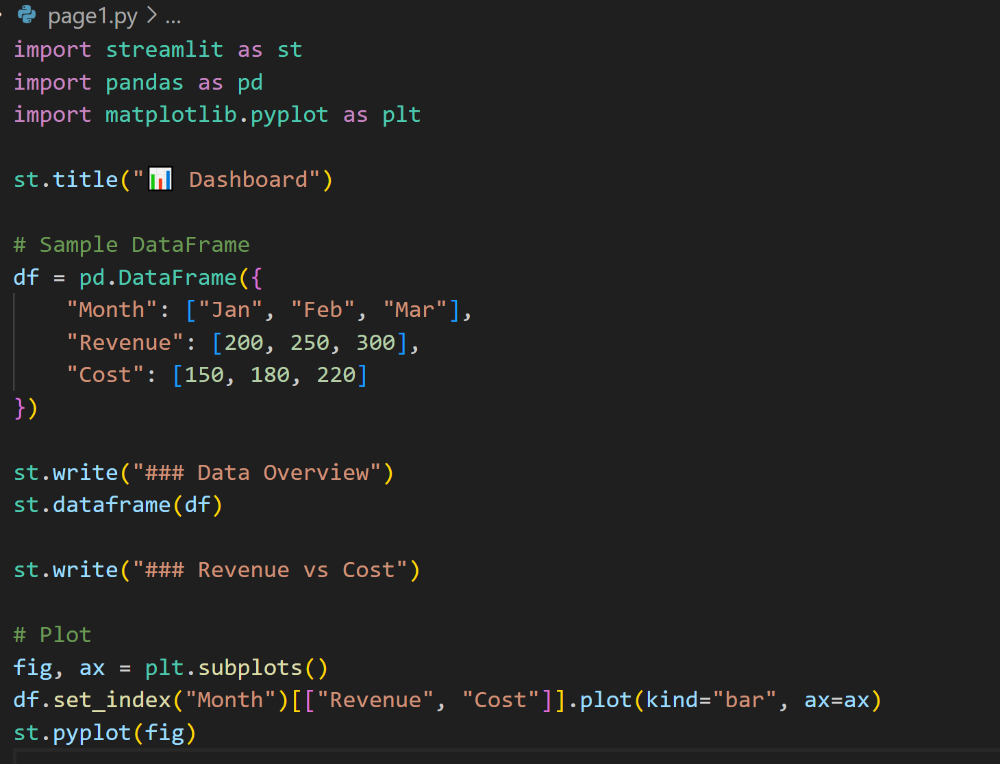 page1.py > ...
import streamlit as st
import pandas as pd
import matplotlib.pyplot as plt
st.title("📊 Dashboard")
# Sample DataFrame
df = pd.DataFrame({
    "Month": ["Jan", "Feb", "Mar"],
    "Revenue": [200, 250, 300],
    "Cost": [150, 180, 220]
})
st.write("### Data Overview")
st.dataframe(df)
st.write("### Revenue vs Cost")
# Plot
fig, ax = plt.subplots()
df.set_index("Month")[["Revenue", "Cost"]].plot(kind="bar", ax=ax)
st.pyplot(fig)